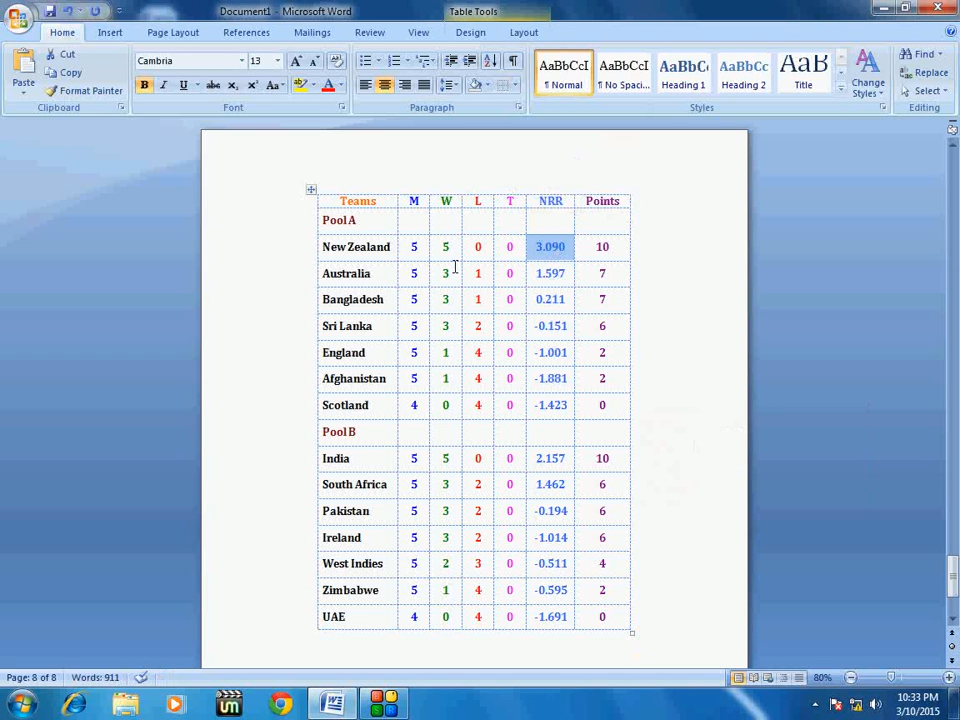 Document1 - Microsoft Word
Table Tools
Home Insert Page Layout References Mailings Review View Design Layout
Cut
Copy
Format Painter
Paste
Clipboard
Cambria 13
B I U abc x₂ x² Aa
Font
Paragraph
AaBbCcI AaBbCcI AaBbC AaBbCc AaB
¶ Normal ¶ No Spaci... Heading 1 Heading 2 Title
Change Styles
Styles
Find
Replace
Select
Editing
Teams M W L T NRR Points
Pool A
New Zealand 5 5 0 0 3.090 10
Australia 5 3 1 0 1.597 7
Bangladesh 5 3 1 0 0.211 7
Sri Lanka 5 3 2 0 -0.151 6
England 5 1 4 0 -1.001 2
Afghanistan 5 1 4 0 -1.881 2
Scotland 4 0 4 0 -1.423 0
Pool B
India 5 5 0 0 2.157 10
South Africa 5 3 2 0 1.462 6
Pakistan 5 3 2 0 -0.194 6
Ireland 5 3 2 0 -1.014 6
West Indies 5 2 3 0 -0.511 4
Zimbabwe 5 1 4 0 -0.595 2
UAE 4 0 4 0 -1.691 0
Page: 8 of 8 Words: 911 80%
10:33 PM
3/10/2015